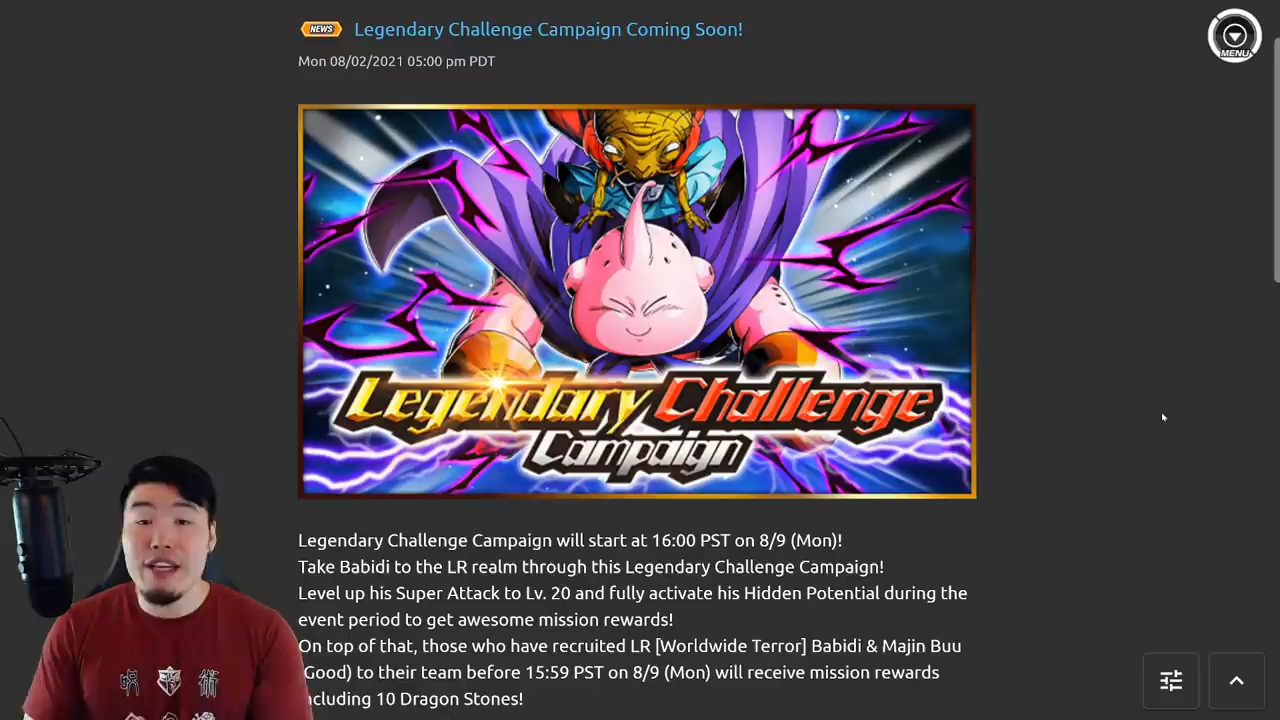 NEWS Legendary Challenge Campaign Coming Soon!
Mon 08/02/2021 05:00 pm PDT
MENU
Legendary Challenge
Campaign
Legendary Challenge Campaign will start at 16:00 PST on 8/9 (Mon)!
Take Babidi to the LR realm through this Legendary Challenge Campaign!
Level up his Super Attack to Lv. 20 and fully activate his Hidden Potential during the
event period to get awesome mission rewards!
On top of that, those who have recruited LR [Worldwide Terror] Babidi & Majin Buu
Good) to their team before 15:59 PST on 8/9 (Mon) will receive mission rewards
ncluding 10 Dragon Stones!
呪 術